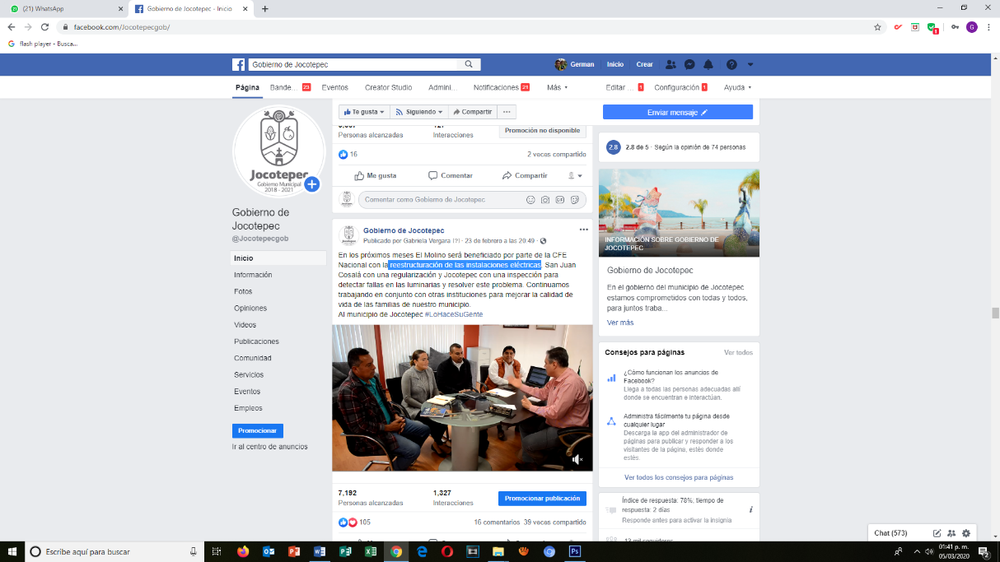 (21) WhatsApp
Gobierno de Jocotepec - Inicio
facebook.com/Jocotepecgob/
flash player - Busca...
Gobierno de Jocotepec
German
Inicio
Crear
Página
Bande... 23
Eventos
Creator Studio
Admini...
Notificaciones 21
Más
Editar ... 1
Configuración 1
Ayuda
Te gusta
Siguiendo
Compartir
Enviar mensaje
Personas alcanzadas
Interacciones
Promoción no disponible
16
2 veces compartido
Me gusta
Comentar
Compartir
Comentar como Gobierno de Jocotepec
Jocotepec
Gobierno Municipal
2018 - 2021
Gobierno de
Jocotepec
@Jocotepecgob
Inicio
Información
Fotos
Opiniones
Videos
Publicaciones
Comunidad
Servicios
Eventos
Empleos
Promocionar
Ir al centro de anuncios
Gobierno de Jocotepec
Publicado por Gabriela Vergara [?] · 23 de febrero a las 20:49 ·
En los próximos meses El Molino será beneficiado por parte de la CFE
Nacional con la reestructuración de las instalaciones eléctricas, San Juan
Cosalá con una regularización y Jocotepec con una inspección para
detectar fallas en las luminarias y resolver este problema. Continuamos
trabajando en conjunto con otras instituciones para mejorar la calidad de
vida de las familias de nuestro municipio.
Al municipio de Jocotepec #LoHaceSuGente
7,192
Personas alcanzadas
1,327
Interacciones
Promocionar publicación
105
16 comentarios 39 veces compartido
2.8
2.8 de 5 · Según la opinión de 74 personas
INFORMACIÓN SOBRE GOBIERNO DE
JOCOTEPEC
Gobierno de Jocotepec
En el gobierno del municipio de Jocotepec
estamos comprometidos con todas y todos,
para juntos traba...
Ver más
Consejos para páginas
Ver todos
¿Cómo funcionan los anuncios de
Facebook?
Llega a todas las personas adecuadas allí
donde se encuentran e interactúan.
Administra fácilmente tu página desde
cualquier lugar
Descarga la app del administrador de
páginas para publicar y responder a los
visitantes de la página, estés donde
estés.
Ver todos los consejos para páginas
Índice de respuesta: 78%; tiempo de
respuesta: 2 días
Responde antes para activar la insignia
Chat (573)
Escribe aquí para buscar
01:41 p. m.
05/03/2020
2